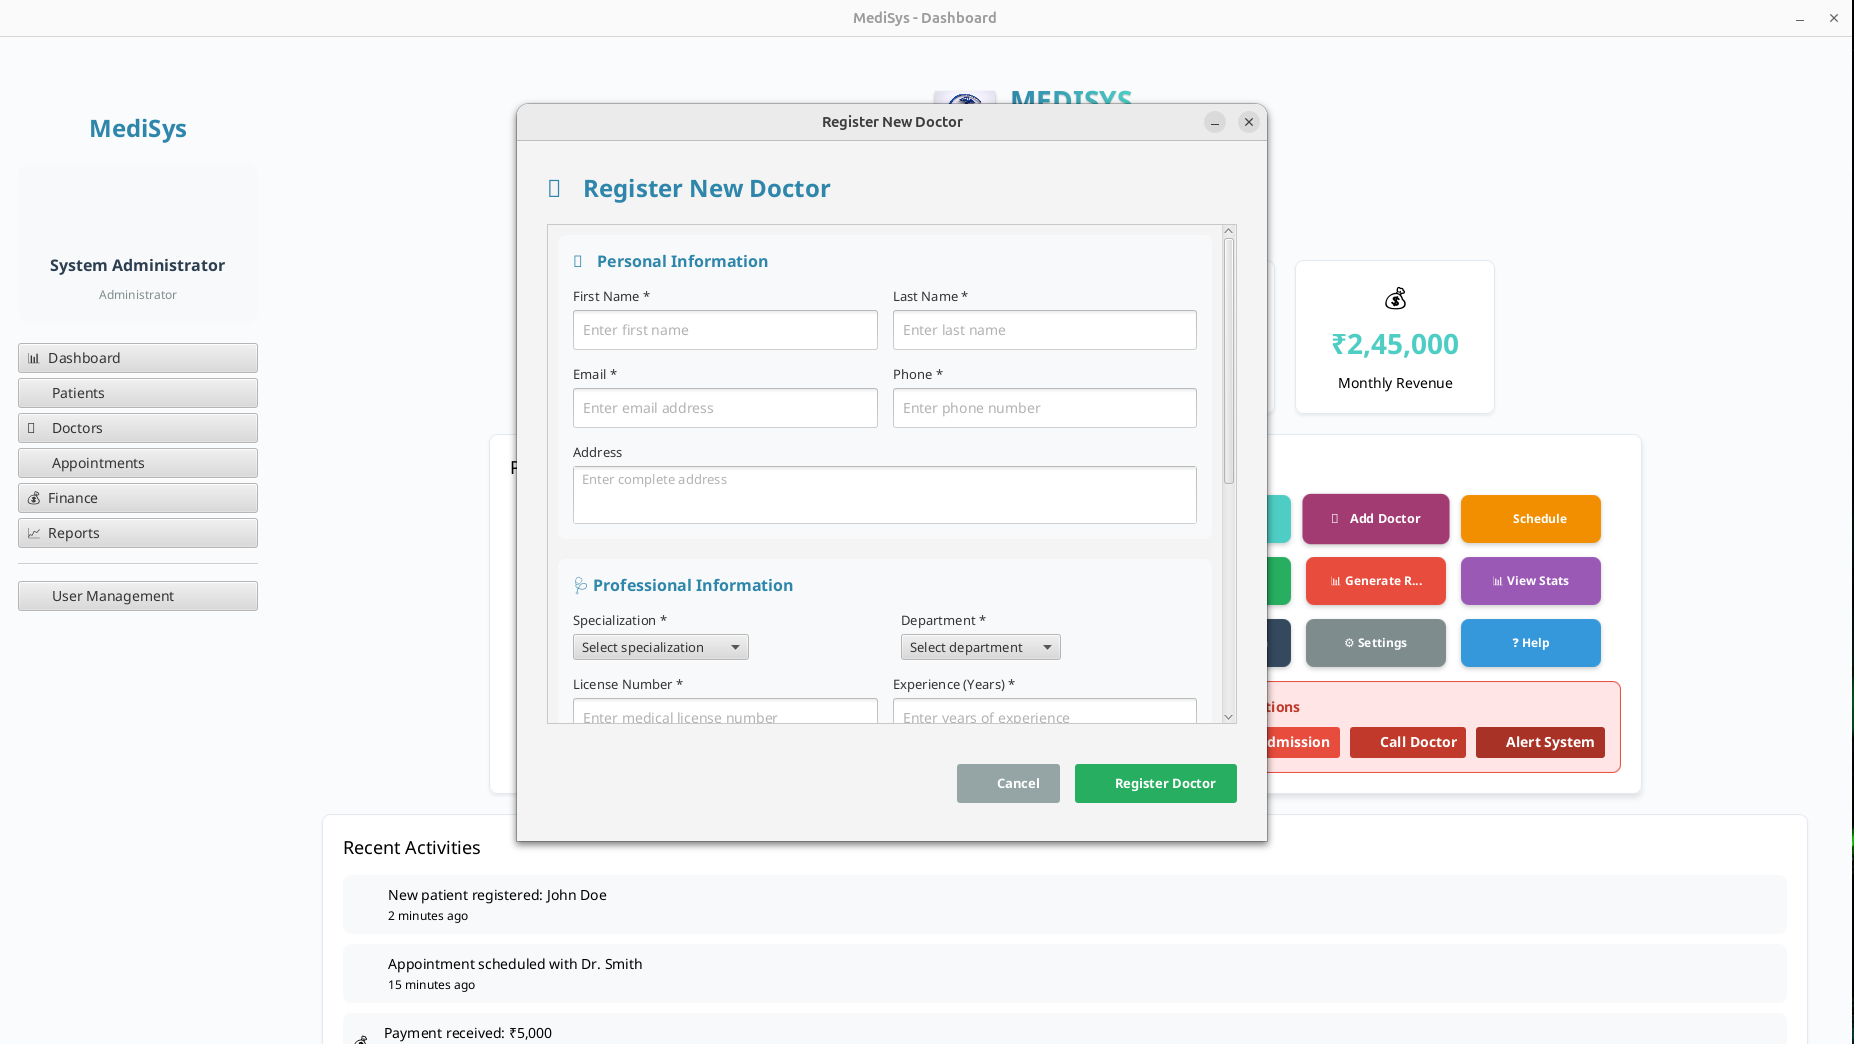 MediSys - Dashboard
MediSys
System Administrator
Administrator
Dashboard
Patients
Doctors
Appointments
Finance
Reports
User Management
MEDISYS
Register New Doctor
Register New Doctor
Personal Information
First Name *
Last Name *
Enter first name
Enter last name
Email *
Phone *
Enter email address
Enter phone number
Address
Enter complete address
Professional Information
Specialization *
Department *
Select specialization
Select department
License Number *
Experience (Years) *
Enter medical license number
Enter years of experience
Cancel
Register Doctor
₹2,45,000
Monthly Revenue
Add Doctor
Schedule
Generate R...
View Stats
Settings
? Help
Call Doctor
Alert System
Recent Activities
New patient registered: John Doe
2 minutes ago
Appointment scheduled with Dr. Smith
15 minutes ago
Payment received: ₹5,000